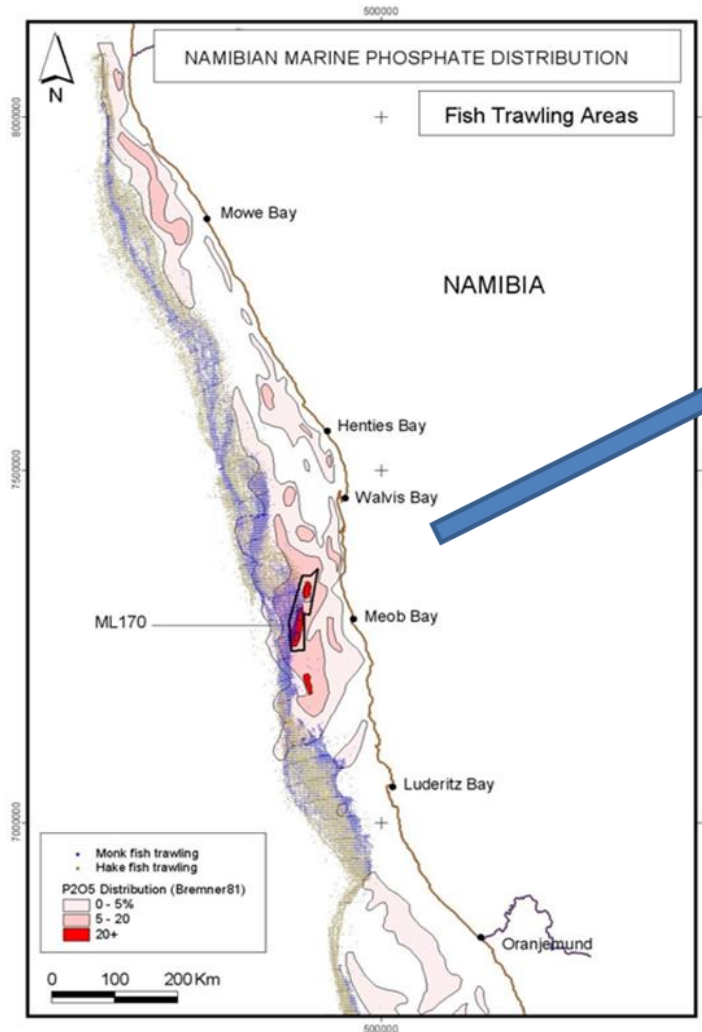 500000
NAMIBIAN MARINE PHOSPHATE DISTRIBUTION
Fish Trawling Areas
N
8000000
Mowe Bay
NAMIBIA
Henties Bay
7500000
Walvis Bay
ML170
Meob Bay
Luderitz Bay
7000000
Monk fish trawling
Hake fish trawling
P2O5 Distribution (Bremner81)
0 - 5%
5 - 20
20+
Oranjemund
0 100 200 Km
500000